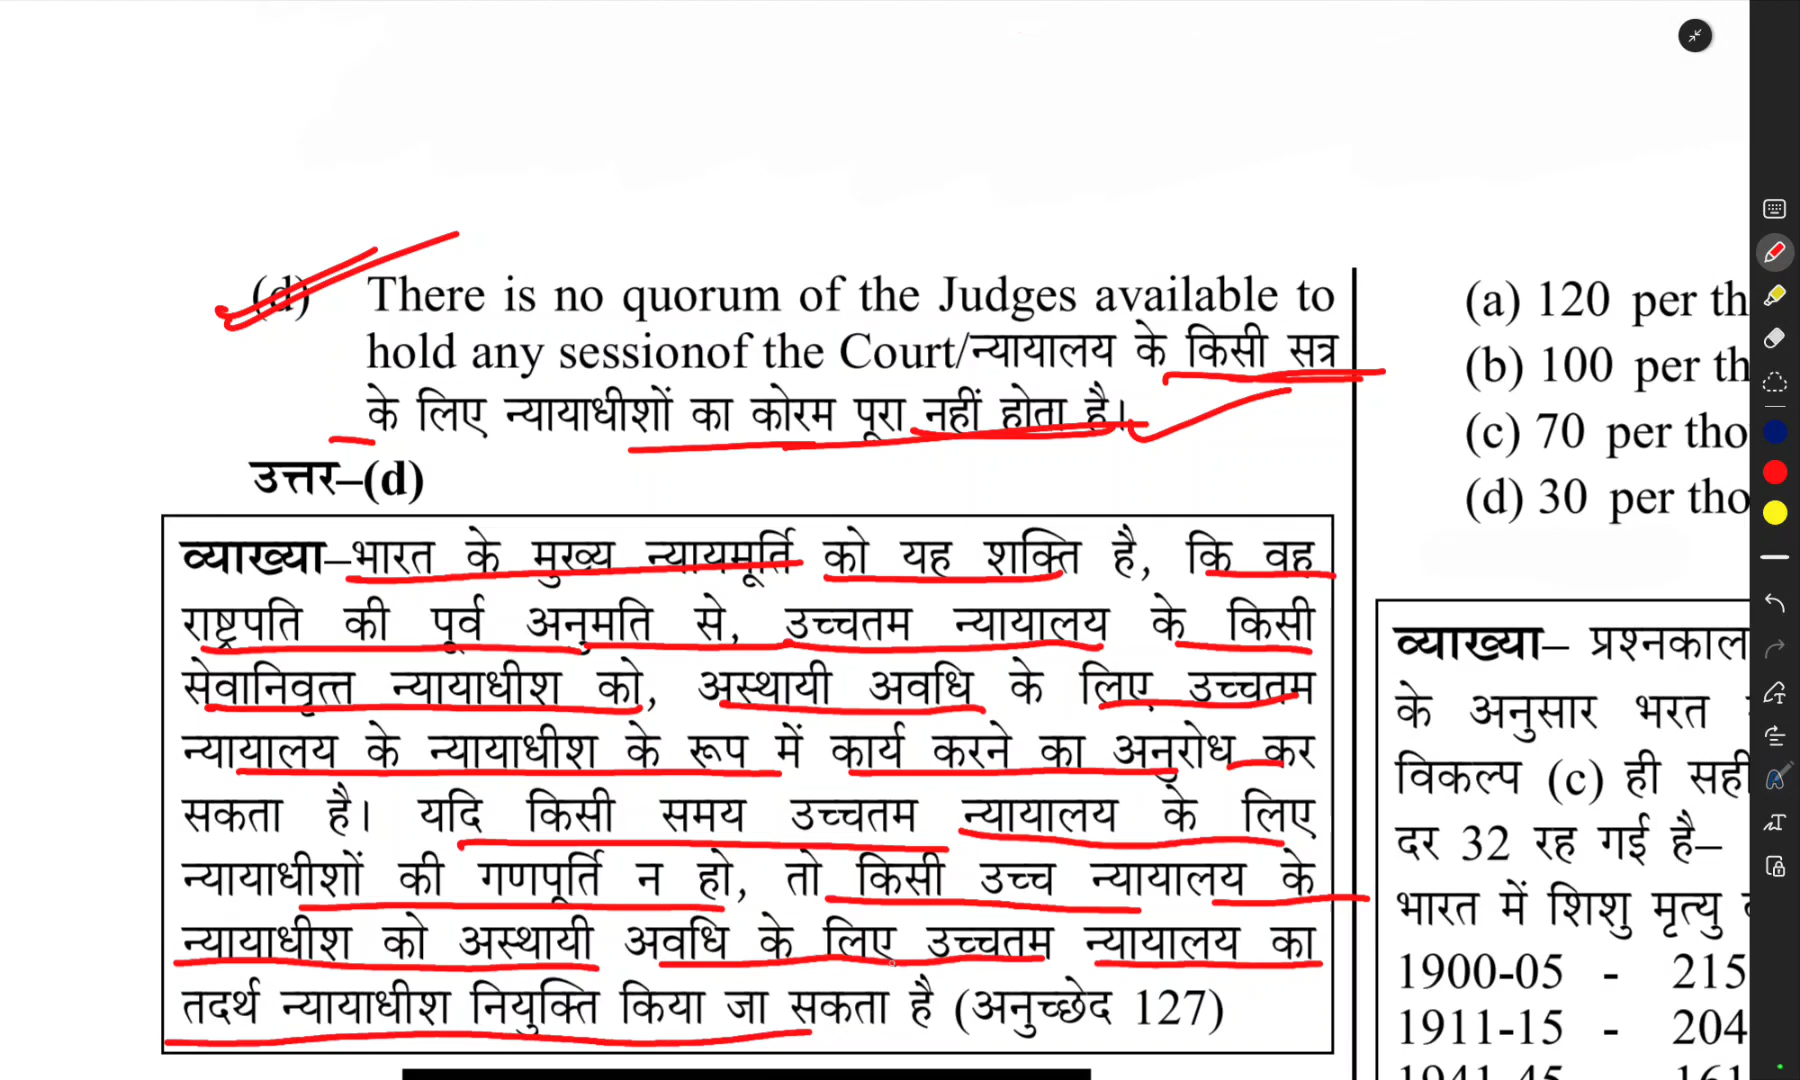 (d) There is no quorum of the Judges available to
hold any sessionof the Court/न्यायालय के किसी सत्र
के लिए न्यायाधीशों का कोरम पूरा नहीं होता है।
उत्तर–(d)
व्याख्या–भारत के मुख्य न्यायमूर्ति को यह शक्ति है, कि वह
राष्ट्रपति की पूर्व अनुमति से, उच्चतम न्यायालय के किसी
सेवानिवृत्त न्यायाधीश को, अस्थायी अवधि के लिए उच्चतम
न्यायालय के न्यायाधीश के रूप में कार्य करने का अनुरोध कर
सकता है। यदि किसी समय उच्चतम न्यायालय के लिए
न्यायाधीशों की गणपूर्ति न हो, तो किसी उच्च न्यायालय के
न्यायाधीश को अस्थायी अवधि के लिए उच्चतम न्यायालय का
तदर्थ न्यायाधीश नियुक्ति किया जा सकता है (अनुच्छेद 127)
(a) 120 per th
(b) 100 per th
(c) 70 per tho
(d) 30 per tho
व्याख्या– प्रश्नकाल
के अनुसार भरत
विकल्प (c) ही सही
दर 32 रह गई है–
भारत में शिशु मृत्यु
1900-05 - 215
1911-15 - 204
1941-45 - 161